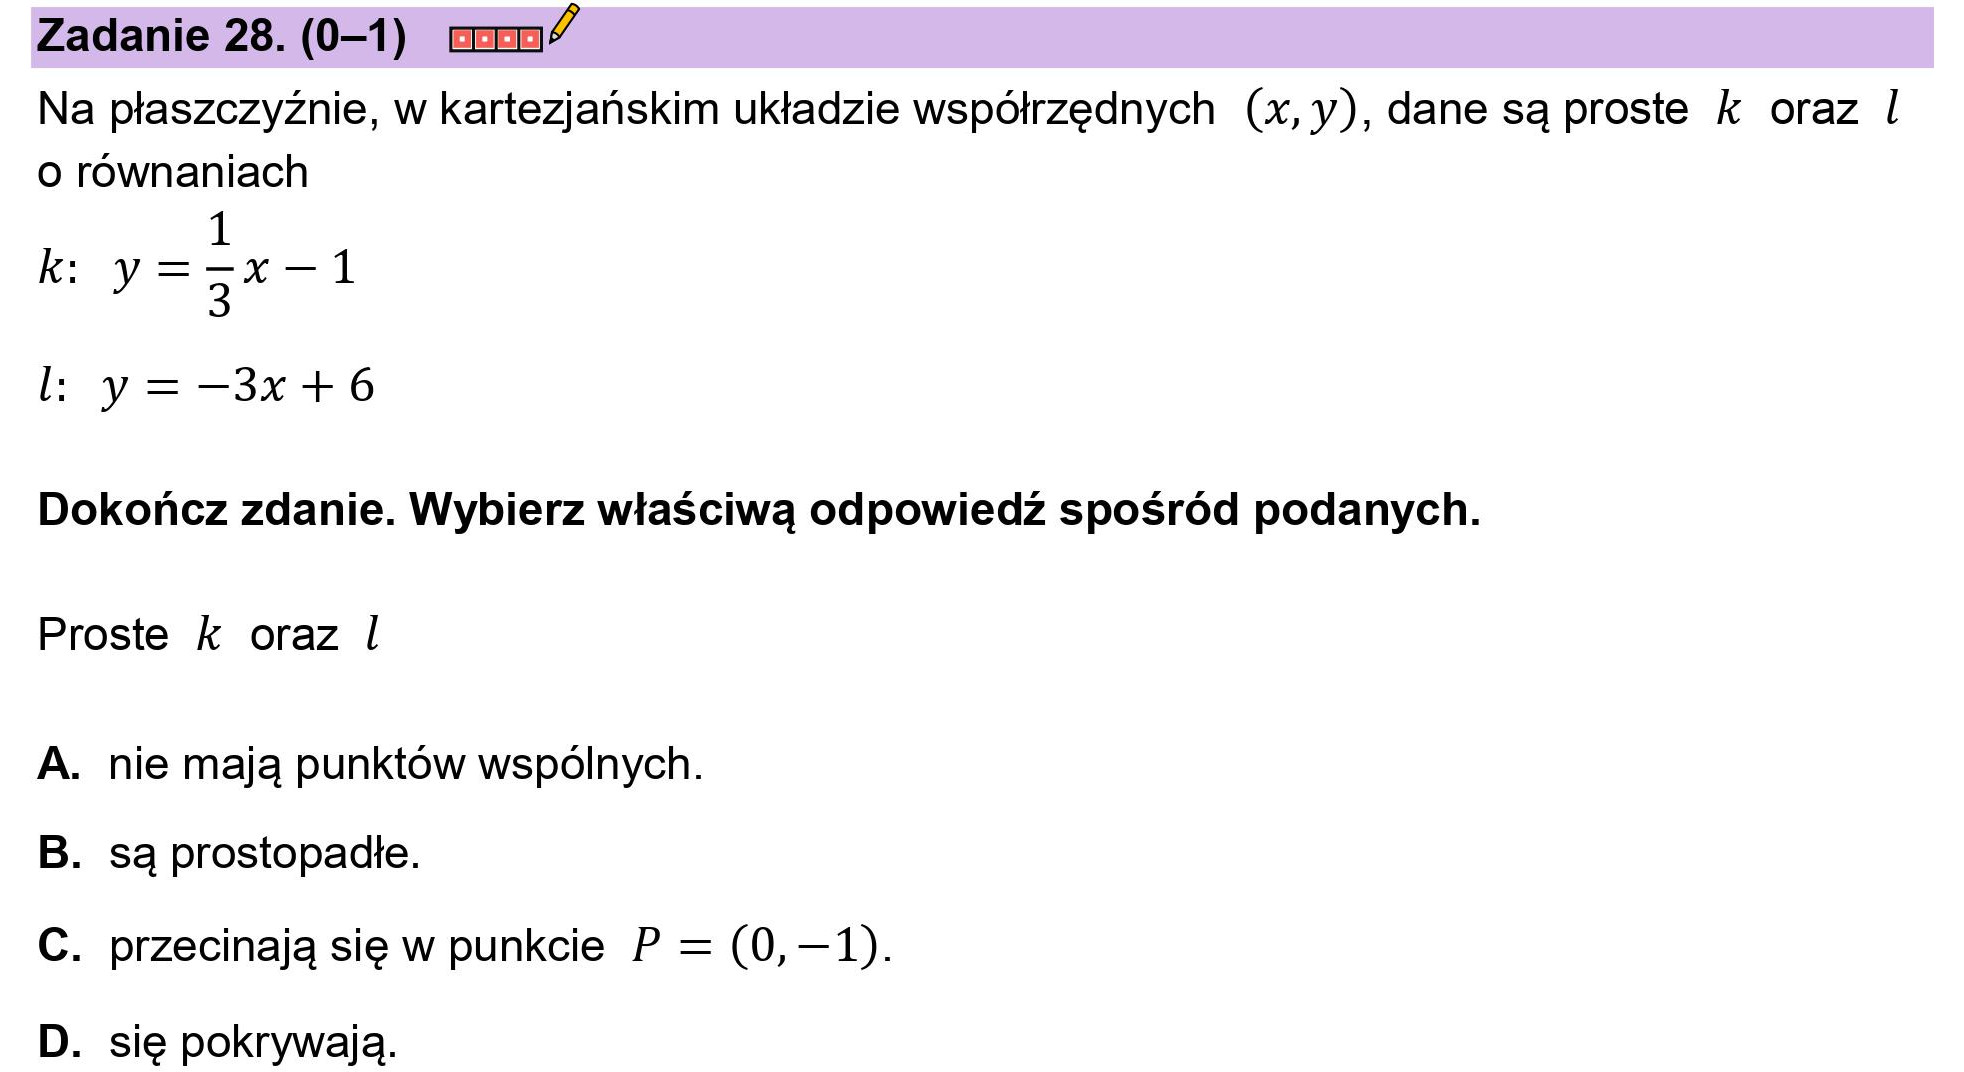 Zadanie 28. (0–1)
Na płaszczyźnie, w kartezjańskim układzie współrzędnych (x, y), dane są proste k oraz l
o równaniach
k: y = 1/3 x − 1
l: y = −3x + 6
Dokończ zdanie. Wybierz właściwą odpowiedź spośród podanych.
Proste k oraz l
A. nie mają punktów wspólnych.
B. są prostopadłe.
C. przecinają się w punkcie P = (0, −1).
D. się pokrywają.